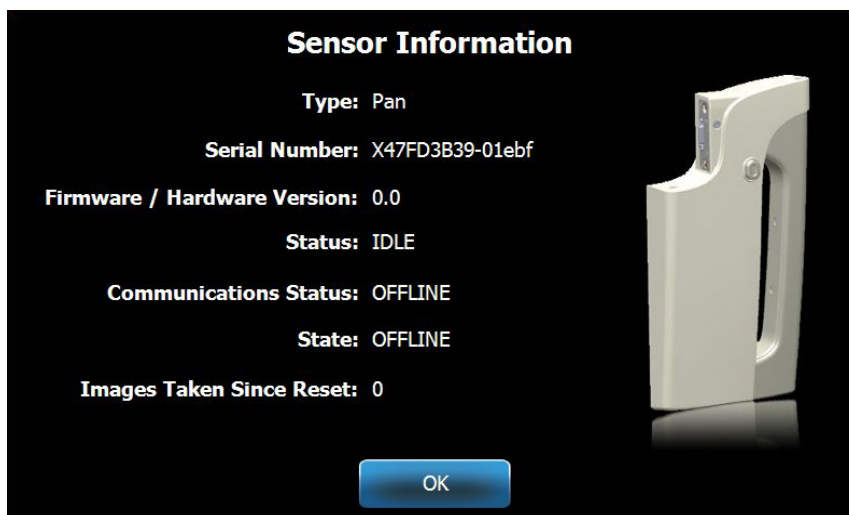 Sensor Information
Type: Pan
Serial Number: X47FD3B39-01ebf
Firmware / Hardware Version: 0.0
Status: IDLE
Communications Status: OFFLINE
State: OFFLINE
Images Taken Since Reset: 0
OK